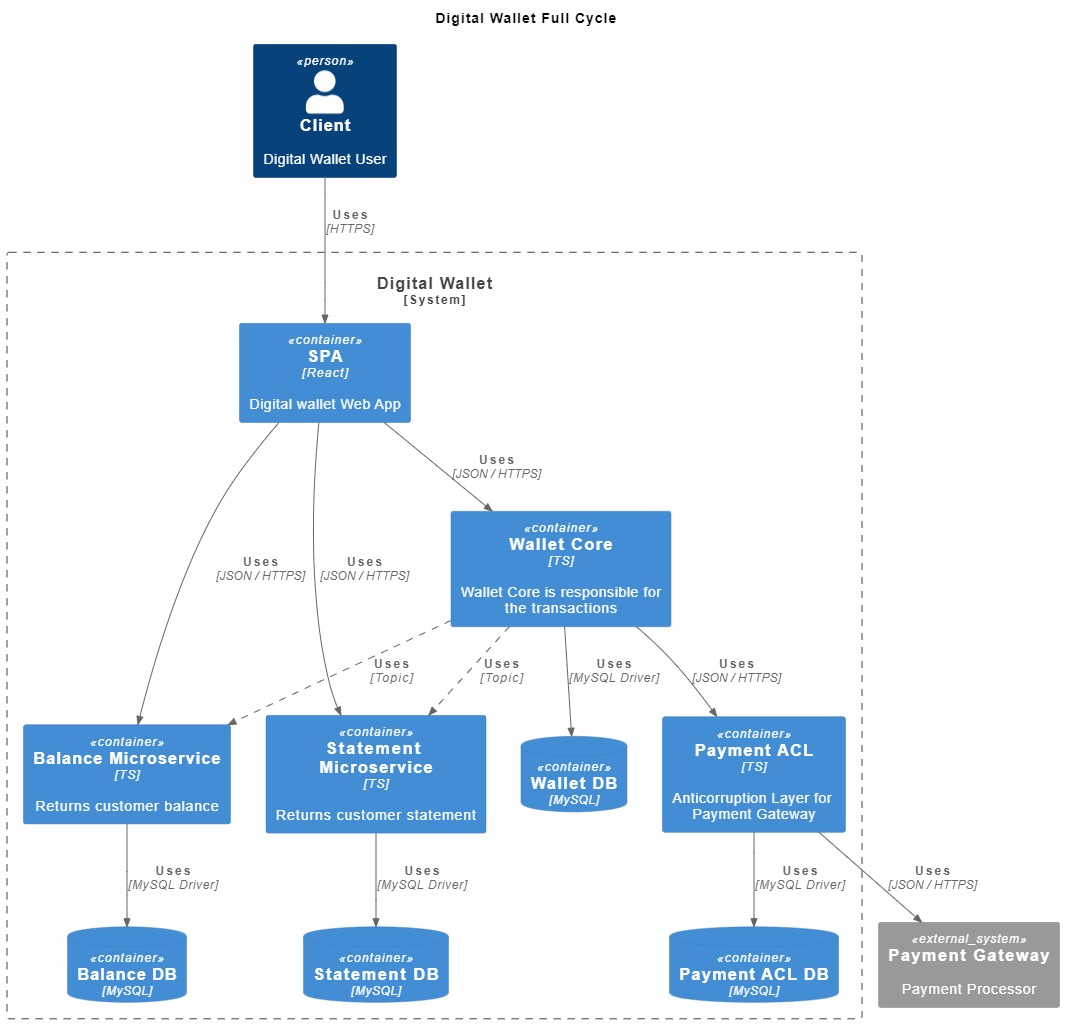 Digital Wallet Full Cycle
«person»
Client
Digital Wallet User
Uses
[HTTPS]
Digital Wallet
[System]
«container»
SPA
[React]
Digital wallet Web App
Uses
[JSON / HTTPS]
«container»
Wallet Core
[TS]
Wallet Core is responsible for
the transactions
Uses
[JSON / HTTPS]
Uses
[JSON / HTTPS]
Uses
[Topic]
Uses
[Topic]
Uses
[MySQL Driver]
Uses
[JSON / HTTPS]
«container»
Balance Microservice
[TS]
Returns customer balance
«container»
Statement
Microservice
[TS]
Returns customer statement
«container»
Wallet DB
[MySQL]
«container»
Payment ACL
[TS]
Anticorruption Layer for
Payment Gateway
Uses
[MySQL Driver]
Uses
[MySQL Driver]
Uses
[MySQL Driver]
Uses
[JSON / HTTPS]
«container»
Balance DB
[MySQL]
«container»
Statement DB
[MySQL]
«container»
Payment ACL DB
[MySQL]
«external_system»
Payment Gateway
Payment Processor